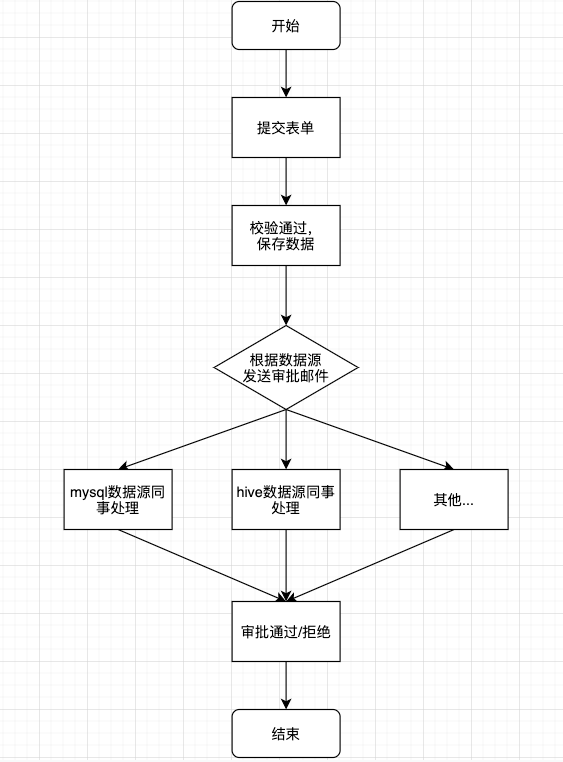 开始
提交表单
校验通过，
保存数据
根据数据源
发送审批邮件
mysql数据源同
事处理
hive数据源同事
处理
其他...
审批通过/拒绝
结束